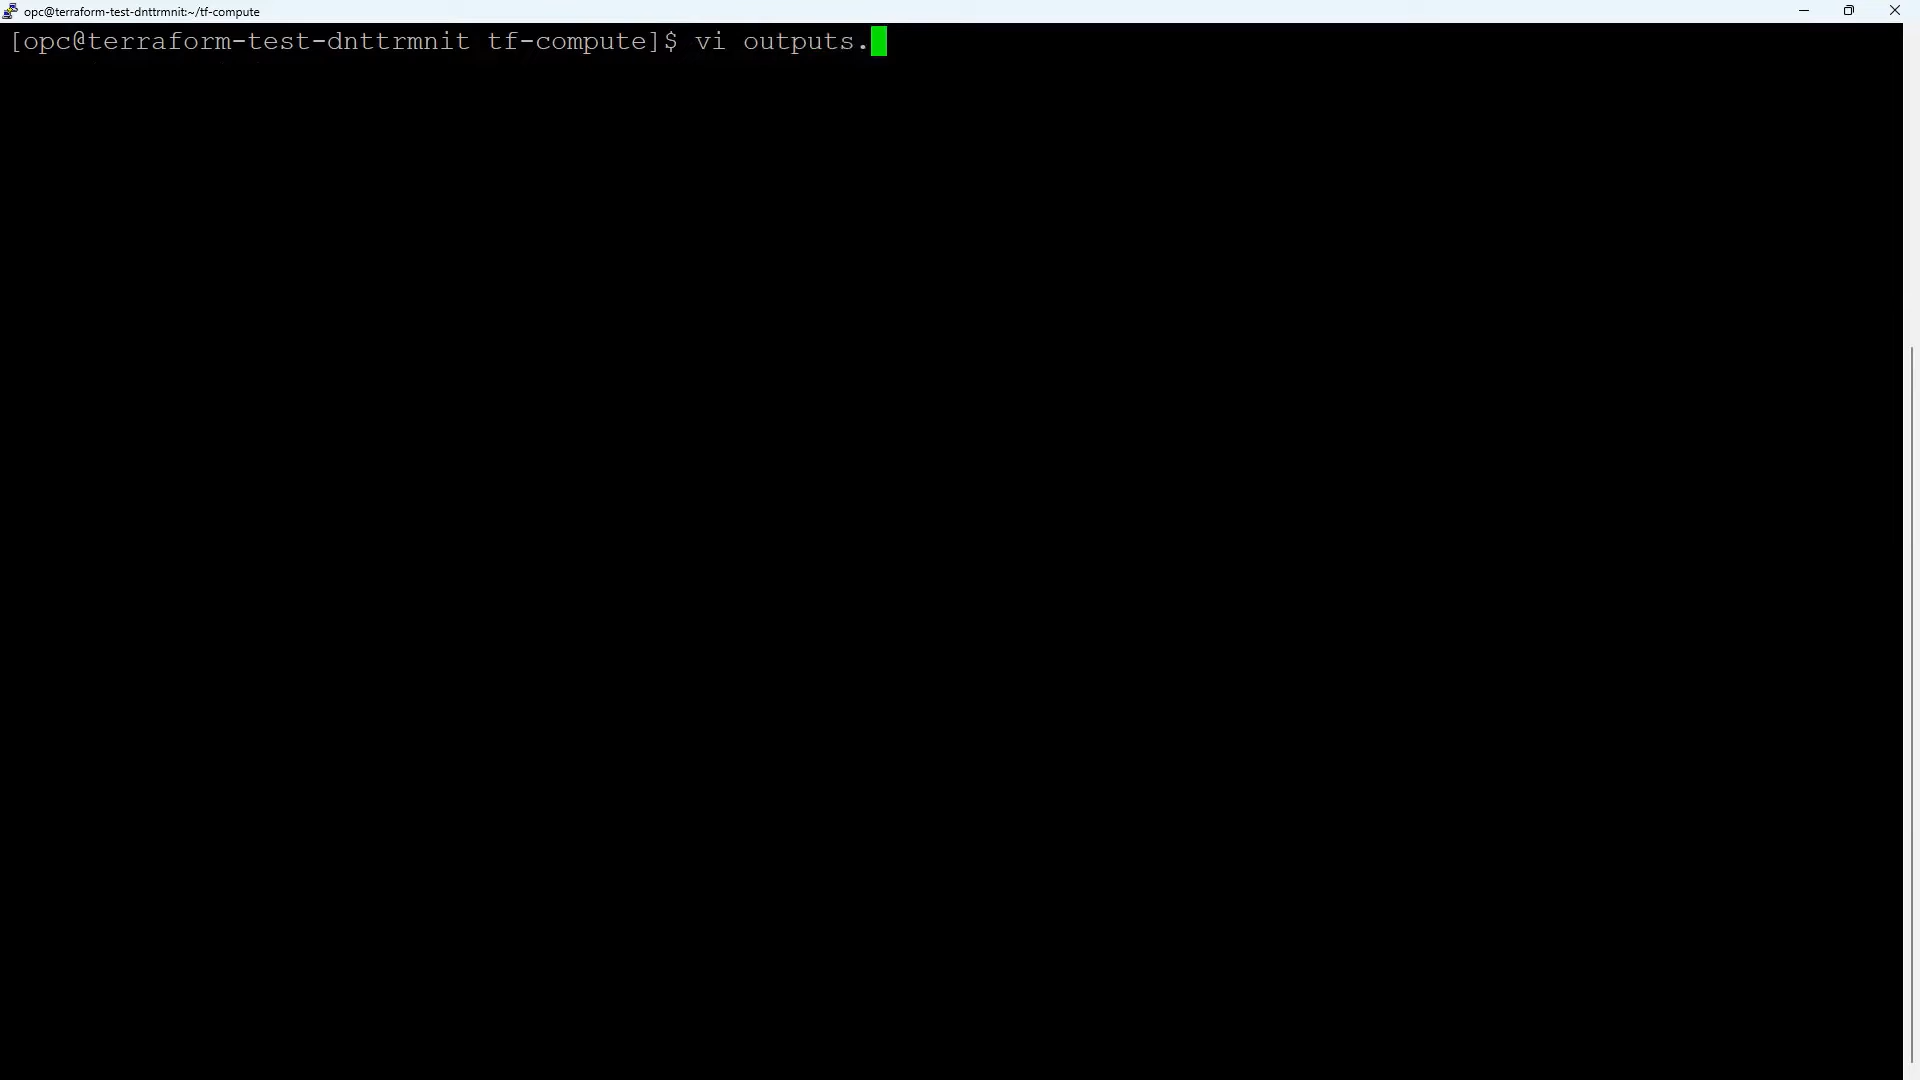 opc@terraform-test-dnttrmnit:~/tf-compute
[opc@terraform-test-dnttrmnit tf-compute]$ vi outputs.